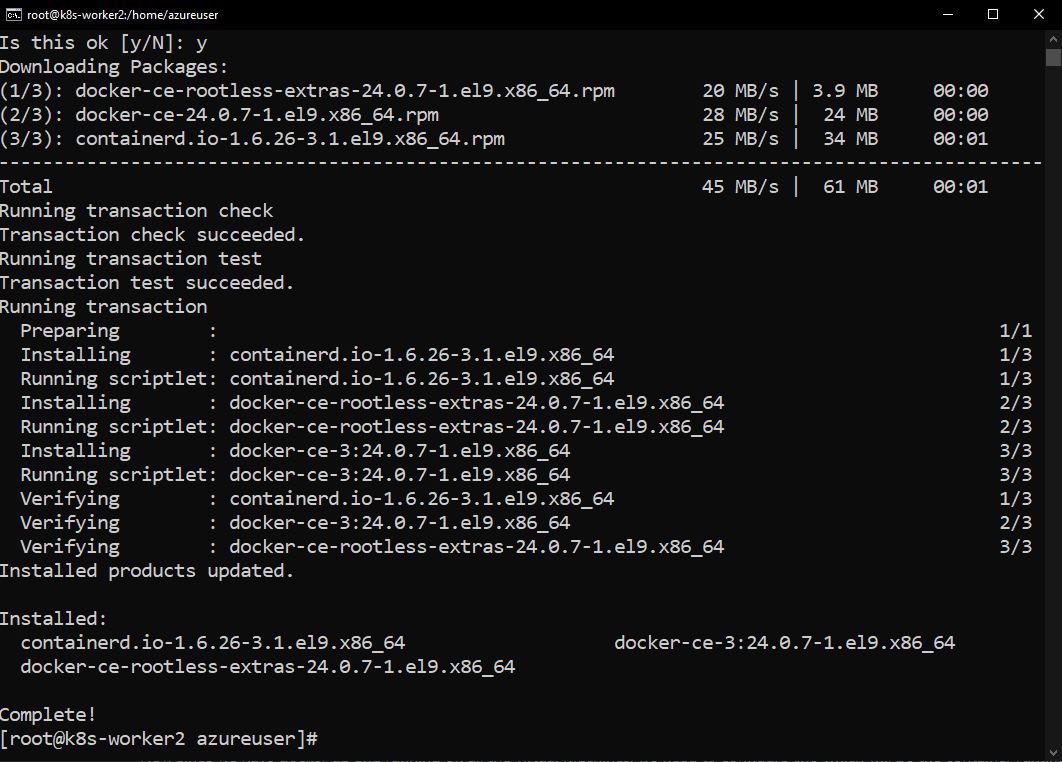 root@k8s-worker2:/home/azureuser
Is this ok [y/N]: y
Downloading Packages:
(1/3): docker-ce-rootless-extras-24.0.7-1.el9.x86_64.rpm 20 MB/s | 3.9 MB 00:00
(2/3): docker-ce-24.0.7-1.el9.x86_64.rpm 28 MB/s | 24 MB 00:00
(3/3): containerd.io-1.6.26-3.1.el9.x86_64.rpm 25 MB/s | 34 MB 00:01
-----------------------------------------------------------------------------------------------
Total 45 MB/s | 61 MB 00:01
Running transaction check
Transaction check succeeded.
Running transaction test
Transaction test succeeded.
Running transaction
Preparing : 1/1
Installing : containerd.io-1.6.26-3.1.el9.x86_64 1/3
Running scriptlet: containerd.io-1.6.26-3.1.el9.x86_64 1/3
Installing : docker-ce-rootless-extras-24.0.7-1.el9.x86_64 2/3
Running scriptlet: docker-ce-rootless-extras-24.0.7-1.el9.x86_64 2/3
Installing : docker-ce-3:24.0.7-1.el9.x86_64 3/3
Running scriptlet: docker-ce-3:24.0.7-1.el9.x86_64 3/3
Verifying : containerd.io-1.6.26-3.1.el9.x86_64 1/3
Verifying : docker-ce-3:24.0.7-1.el9.x86_64 2/3
Verifying : docker-ce-rootless-extras-24.0.7-1.el9.x86_64 3/3
Installed products updated.
Installed:
containerd.io-1.6.26-3.1.el9.x86_64 docker-ce-3:24.0.7-1.el9.x86_64
docker-ce-rootless-extras-24.0.7-1.el9.x86_64
Complete!
[root@k8s-worker2 azureuser]#